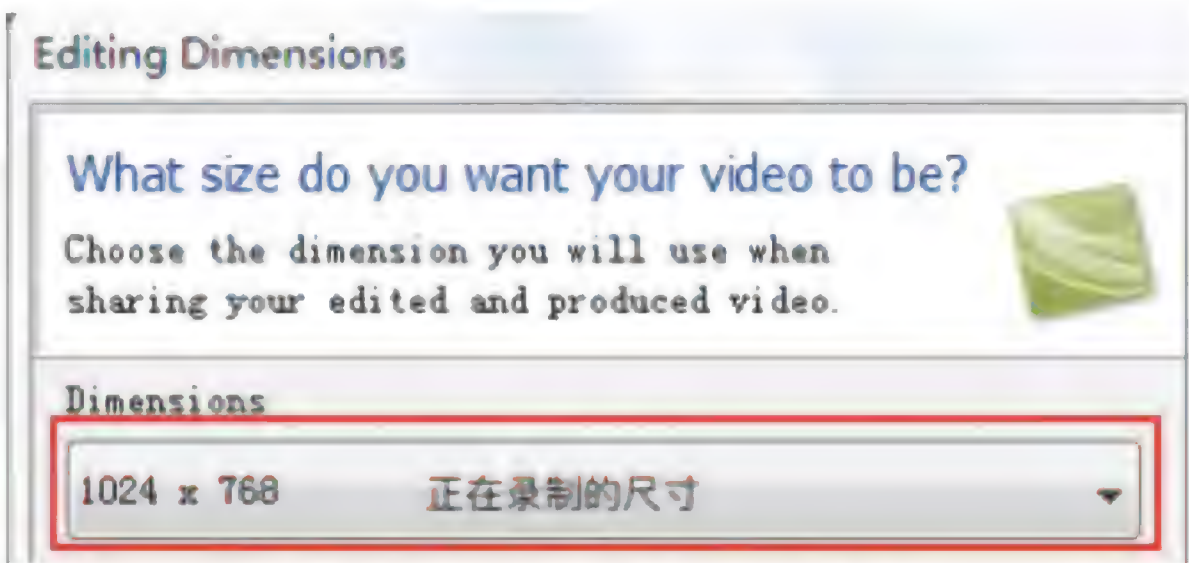 Editing Dimensions
What size do you want your video to be?
Choose the dimension you will use when
sharing your edited and produced video.
Dimensions
1024 x 768 正在录制的尺寸